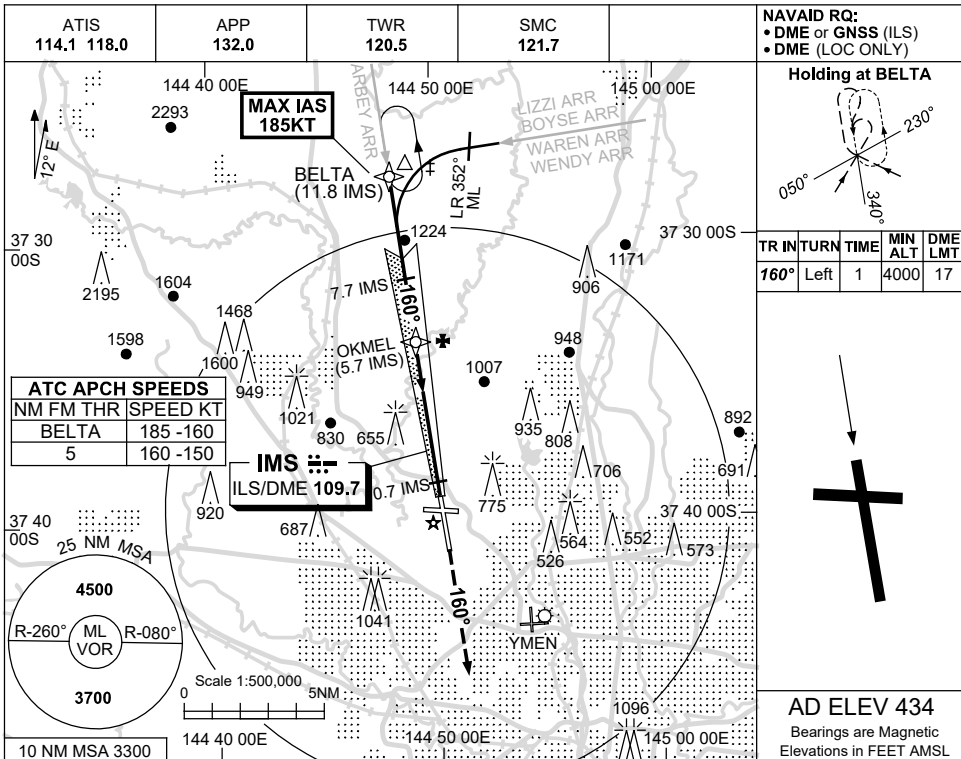 ATIS
114.1 118.0
APP
132.0
TWR
120.5
SMC
121.7
NAVAID RQ:
• DME or GNSS (ILS)
• DME (LOC ONLY)
144 40 00E
144 50 00E
145 00 00E
12° E
2293
MAX IAS
185KT
ARBEY ARR
LIZZI ARR
BOYSE ARR
WAREN ARR
WENDY ARR
BELTA
(11.8 IMS)
LR 352°
ML
37 30
00S
37 30 00S
1224
1171
906
2195
1604
7.7 IMS
160°
1468
1598
1600
949
OKMEL
(5.7 IMS)
948
1007
1021
830
655
935
808
892
706
691
775
ATC APCH SPEEDS
NM FM THR SPEED KT
BELTA 185 -160
5 160 -150
IMS
ILS/DME 109.7
0.7 IMS
920
687
37 40
00S
37 40 00S
564
552
573
526
1041
160°
YMEN
1096
25 NM MSA
4500
R-260°
ML
VOR
R-080°
3700
Scale 1:500,000
0
5NM
10 NM MSA 3300
144 40 00E
144 50 00E
145 00 00E
Holding at BELTA
230°
050°
340°
TR IN TURN TIME MIN ALT DME LMT
160° Left 1 4000 17
AD ELEV 434
Bearings are Magnetic
Elevations in FEET AMSL